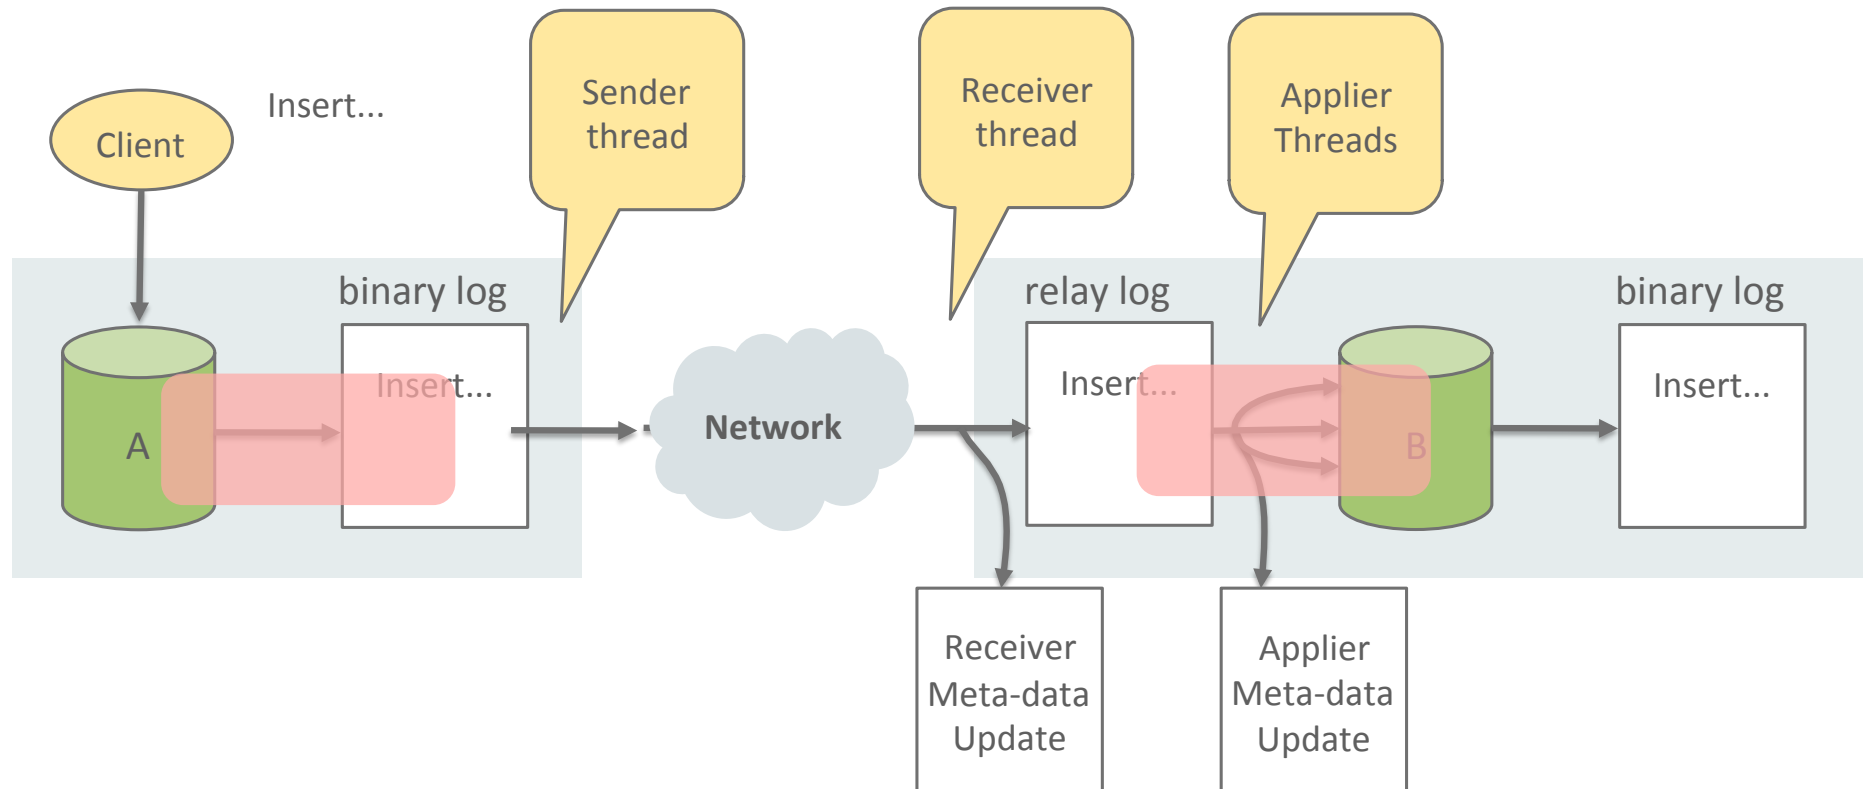 Insert...
Client
Sender
thread
Receiver
thread
Applier
Threads
binary log
relay log
binary log
Insert...
Insert...
Insert...
A
Network
B
Receiver
Meta-data
Update
Applier
Meta-data
Update